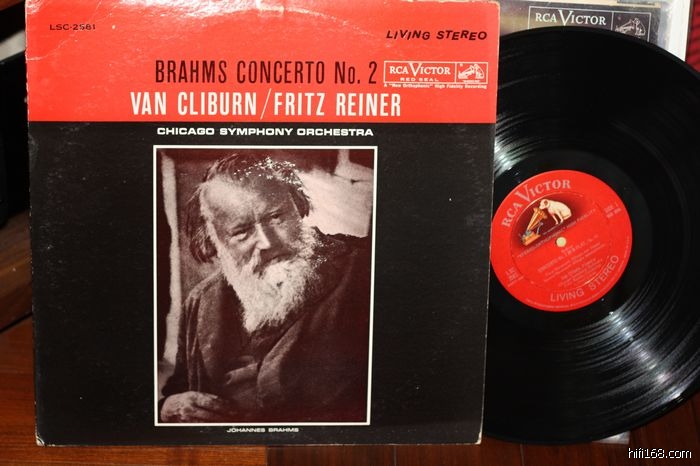 LSC-2581
LIVING STEREO
BRAHMS CONCERTO No. 2
RCA VICTOR
RED SEAL
A "New Orthophonic" High Fidelity Recording
VAN CLIBURN/FRITZ REINER
CHICAGO SYMPHONY ORCHESTRA
JOHANNES BRAHMS
RCA VICTOR
RCA VICTOR
LIVING STEREO
hifi168.com